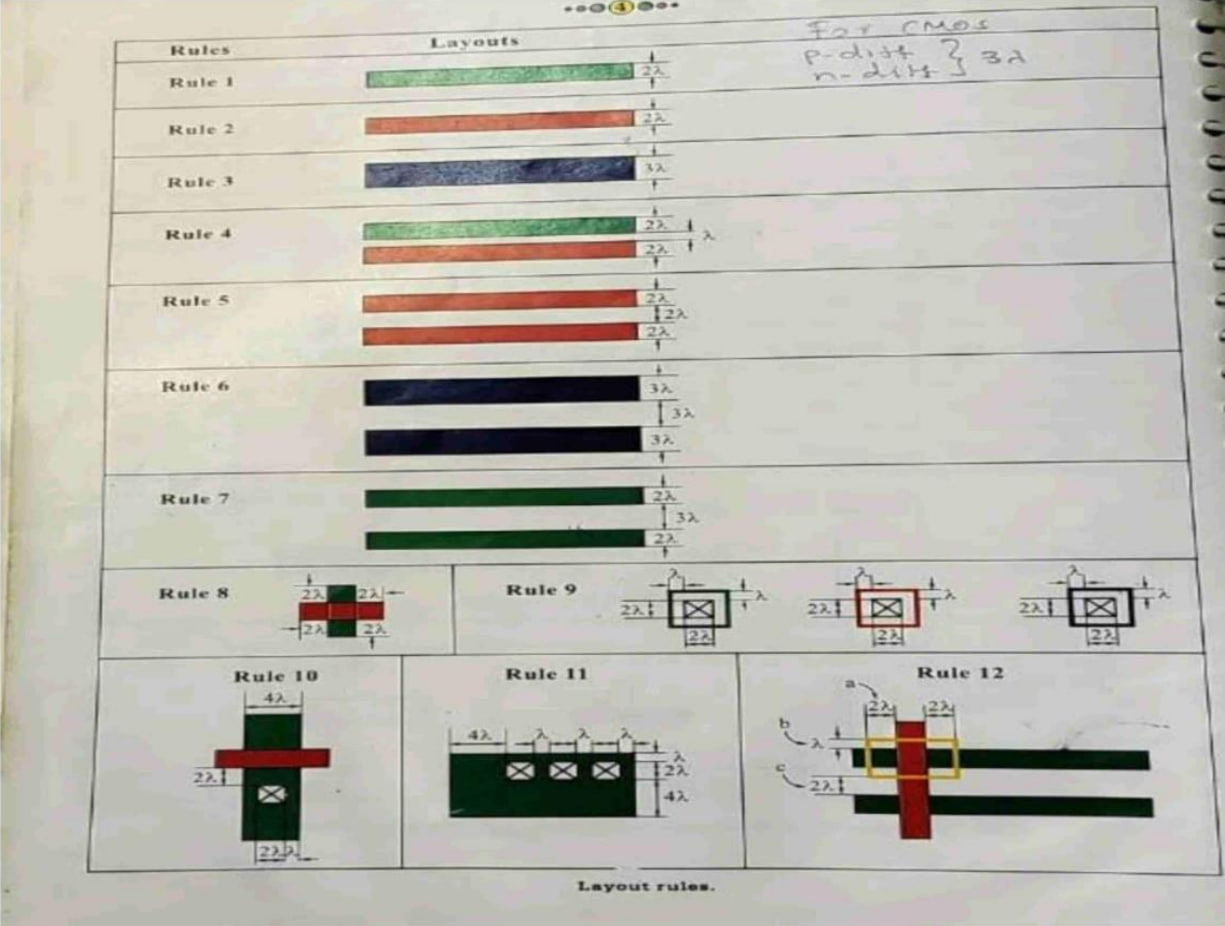 4
For CMOS
Rules Layouts
p-diff } 3λ
n-diff
Rule 1 2λ
Rule 2 2λ
Rule 3 3λ
Rule 4 2λ λ
2λ
Rule 5 2λ
2λ
2λ
Rule 6 3λ
3λ
3λ
Rule 7 2λ
3λ
2λ
Rule 8 2λ 2λ
2λ 2λ
Rule 9 λ λ 2λ 2λ
λ λ 2λ 2λ
λ λ 2λ 2λ
Rule 10
4λ
2λ
2λ λ
Rule 11
4λ λ λ λ
λ
2λ
4λ
Rule 12
a
2λ 2λ
b
λ
c
2λ
Layout rules.